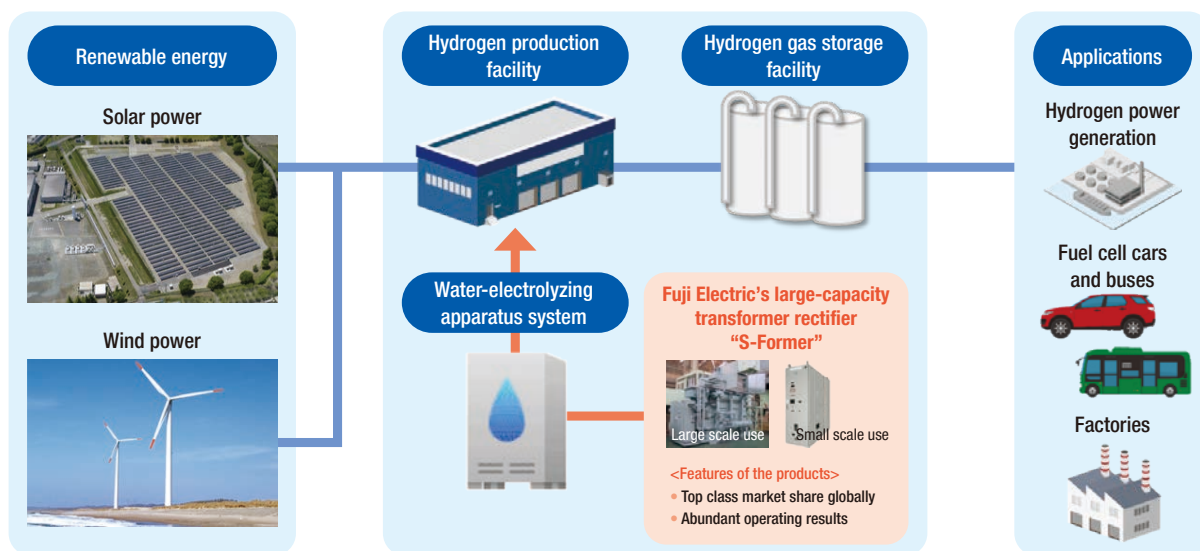 Renewable energy
Solar power
Wind power
Hydrogen production
facility
Hydrogen gas storage
facility
Water-electrolyzing
apparatus system
Fuji Electric’s large-capacity
transformer rectifier
“S-Former”
Large scale use
Small scale use
<Features of the products>
• Top class market share globally
• Abundant operating results
Applications
Hydrogen power
generation
Fuel cell cars
and buses
Factories